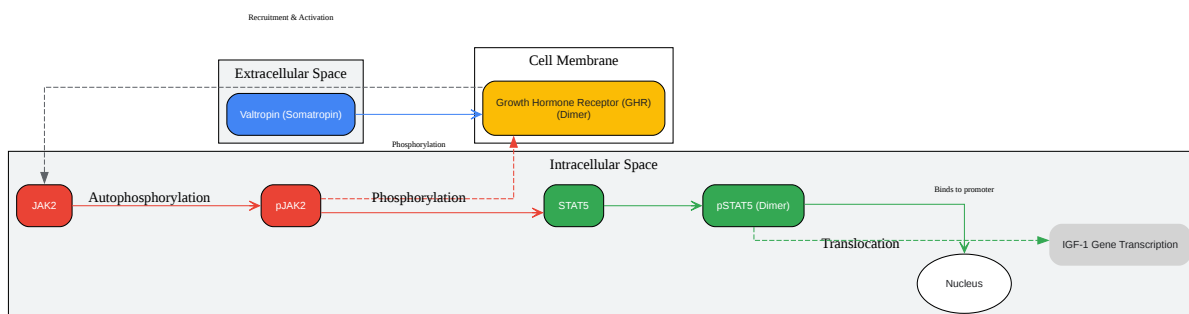 Recruitment & Activation
Cell Membrane
Extracellular Space
Valtropin (Somatropin)
Growth Hormone Receptor (GHR)
(Dimer)
Phosphorylation
Intracellular Space
JAK2
Autophosphorylation
pJAK2
Phosphorylation
STAT5
pSTAT5 (Dimer)
Binds to promoter
Translocation
IGF-1 Gene Transcription
Nucleus